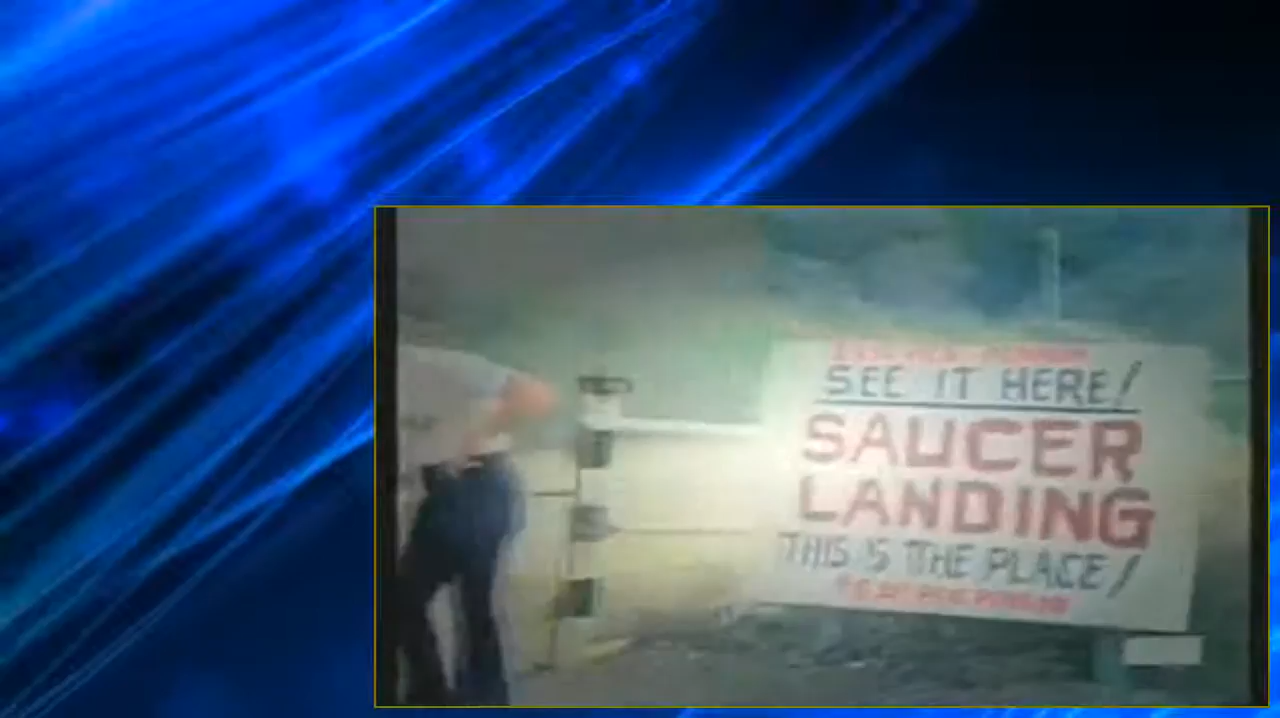 SEE IT HERE!
SAUCER
LANDING
THIS IS THE PLACE!